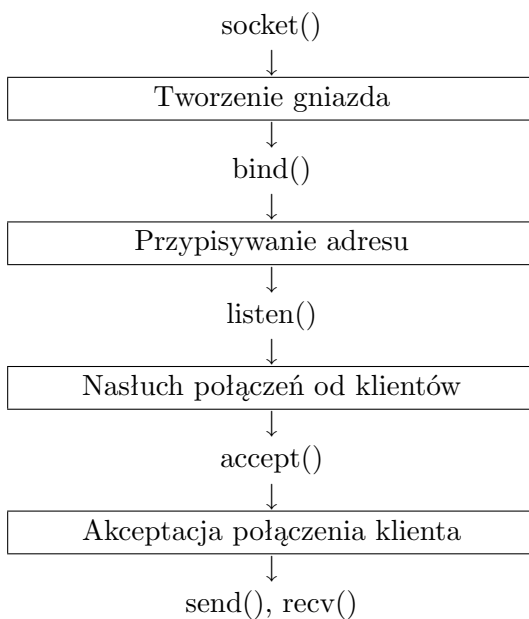 socket()
Tworzenie gniazda
bind()
Przypisywanie adresu
listen()
Nasłuch połączeń od klientów
accept()
Akceptacja połączenia klienta
send(), recv()